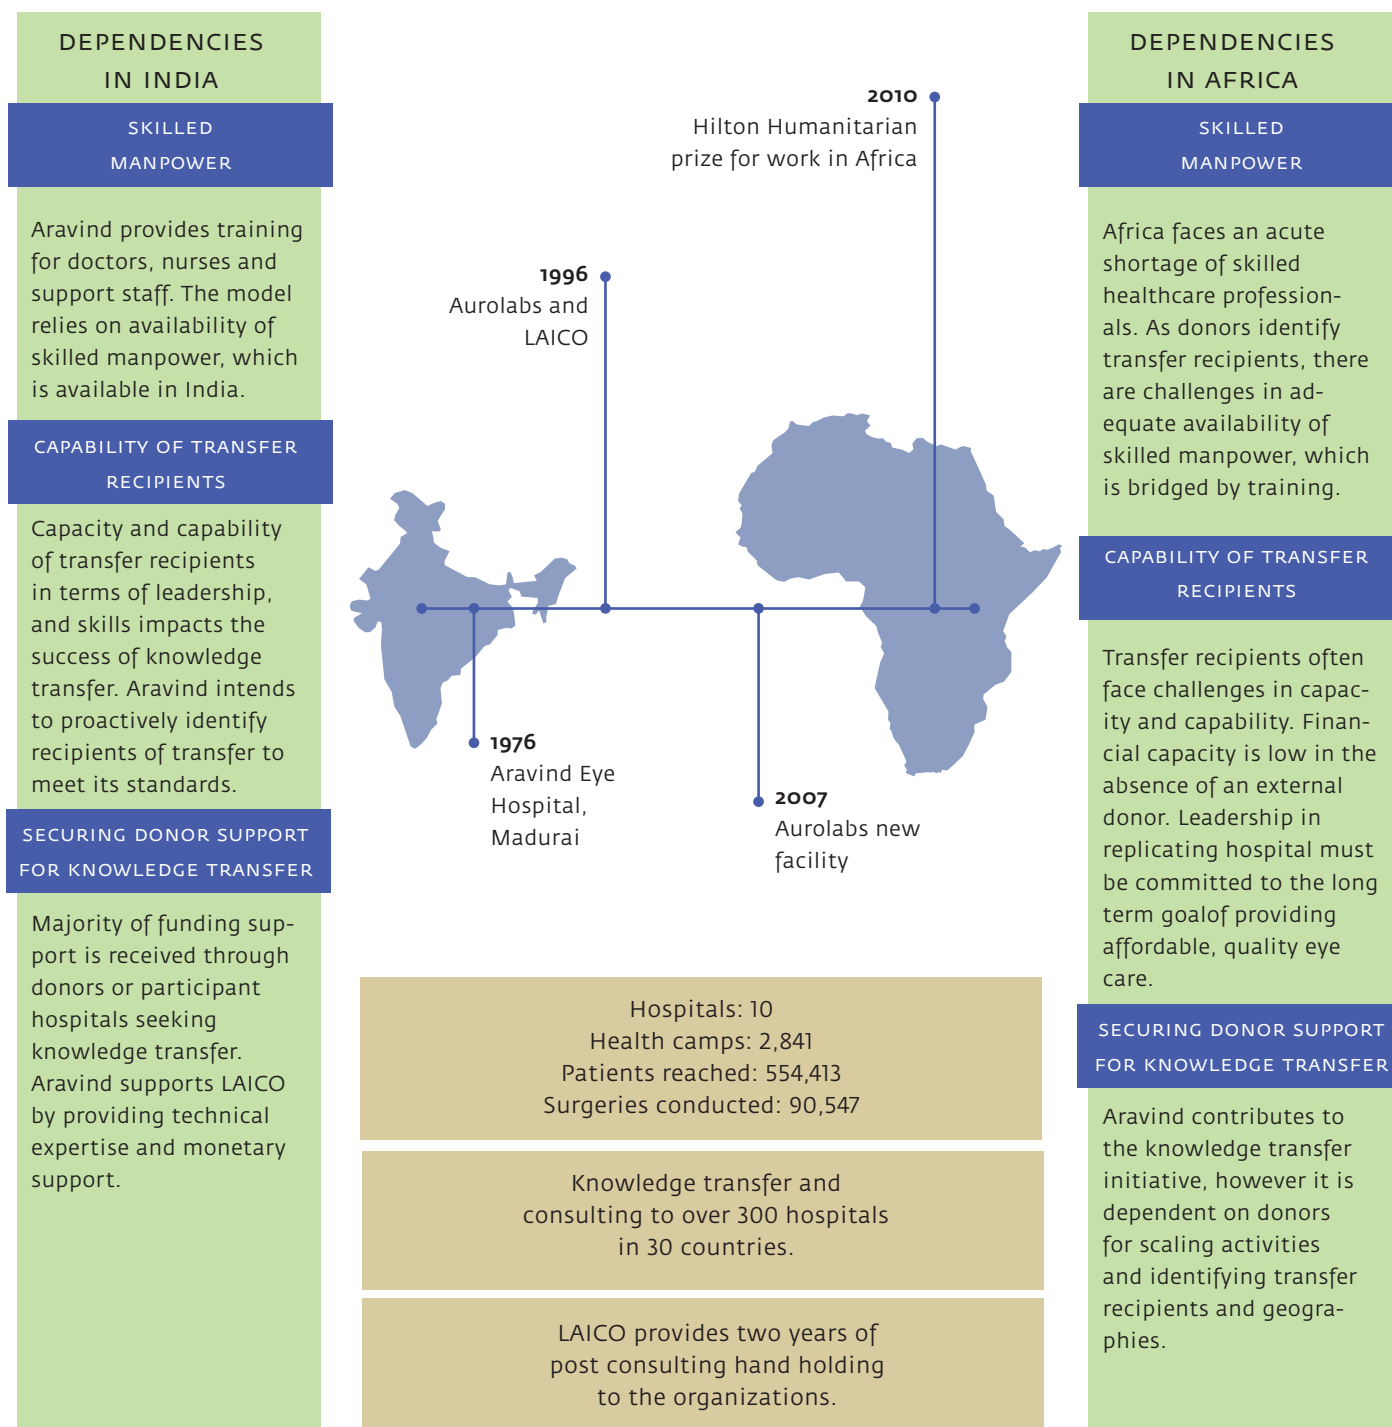 DEPENDENCIES
IN INDIA
SKILLED
MANPOWER
Aravind provides training
for doctors, nurses and
support staff. The model
relies on availability of
skilled manpower, which
is available in India.
CAPABILITY OF TRANSFER
RECIPIENTS
Capacity and capability
of transfer recipients
in terms of leadership,
and skills impacts the
success of knowledge
transfer. Aravind intends
to proactively identify
recipients of transfer to
meet its standards.
SECURING DONOR SUPPORT
FOR KNOWLEDGE TRANSFER
Majority of funding sup-
port is received through
donors or participant
hospitals seeking
knowledge transfer.
Aravind supports LAICO
by providing technical
expertise and monetary
support.
2010
Hilton Humanitarian
prize for work in Africa
1996
Aurolabs and
LAICO
1976
Aravind Eye
Hospital,
Madurai
2007
Aurolabs new
facility
Hospitals: 10
Health camps: 2,841
Patients reached: 554,413
Surgeries conducted: 90,547
Knowledge transfer and
consulting to over 300 hospitals
in 30 countries.
LAICO provides two years of
post consulting hand holding
to the organizations.
DEPENDENCIES
IN AFRICA
SKILLED
MANPOWER
Africa faces an acute
shortage of skilled
healthcare profession-
als. As donors identify
transfer recipients, there
are challenges in ad-
equate availability of
skilled manpower, which
is bridged by training.
CAPABILITY OF TRANSFER
RECIPIENTS
Transfer recipients often
face challenges in capac-
ity and capability. Finan-
cial capacity is low in the
absence of an external
donor. Leadership in
replicating hospital must
be committed to the long
term goalof providing
affordable, quality eye
care.
SECURING DONOR SUPPORT
FOR KNOWLEDGE TRANSFER
Aravind contributes to
the knowledge transfer
initiative, however it is
dependent on donors
for scaling activities
and identifying transfer
recipients and geogra-
phies.